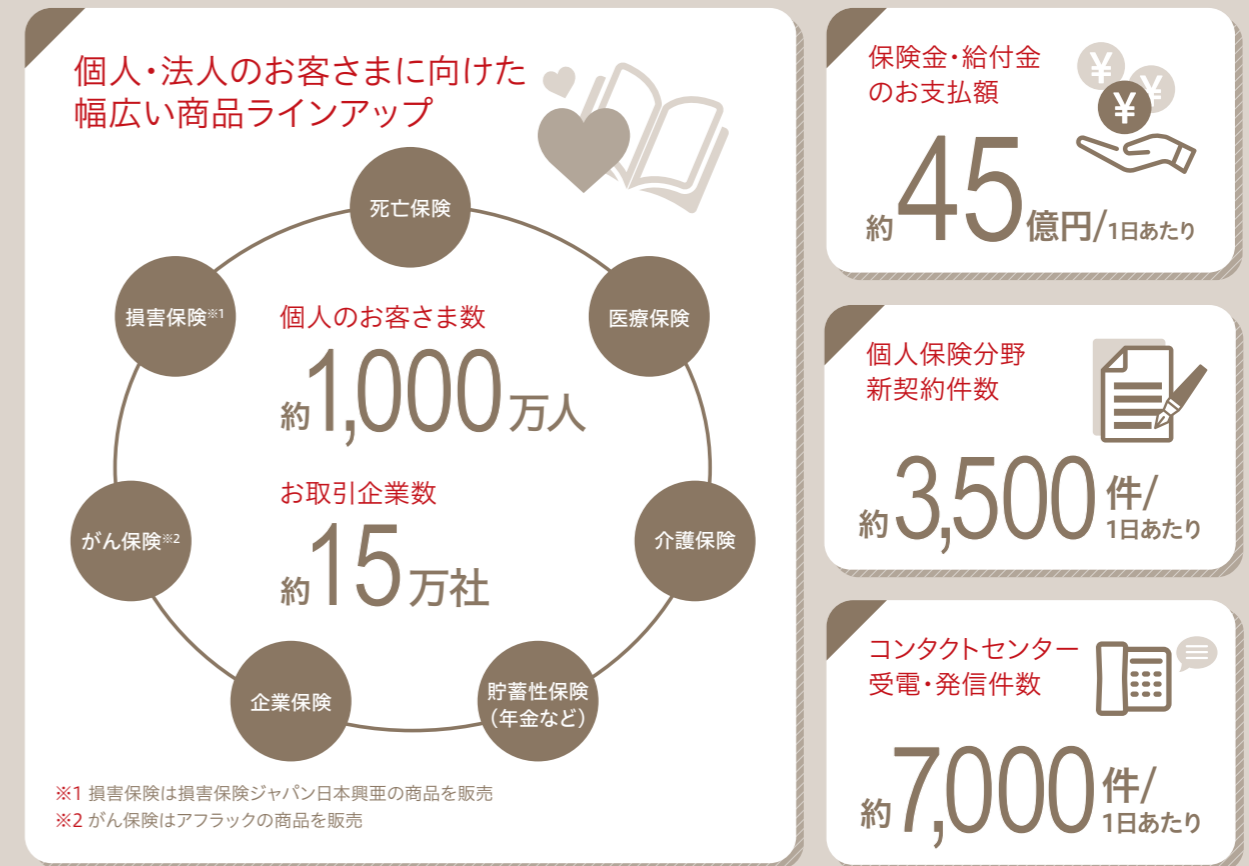 個人・法人のお客さまに向けた
幅広い商品ラインアップ
死亡保険
損害保険※1
医療保険
個人のお客さま数
約1,000万人
お取引企業数
約15万社
がん保険※2
介護保険
企業保険
貯蓄性保険
（年金など）
※1 損害保険は損害保険ジャパン日本興亜の商品を販売
※2 がん保険はアフラックの商品を販売
保険金・給付金
のお支払額
¥
¥
¥
約45億円/1日あたり
個人保険分野
新契約件数
約3,500件/
1日あたり
コンタクトセンター
受電・発信件数
約7,000件/
1日あたり